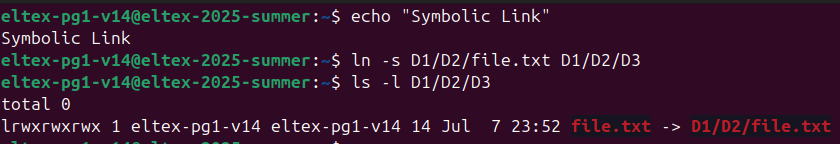 eltex-pg1-v14@eltex-2025-summer:~$ echo "Symbolic Link"
Symbolic Link
eltex-pg1-v14@eltex-2025-summer:~$ ln -s D1/D2/file.txt D1/D2/D3
eltex-pg1-v14@eltex-2025-summer:~$ ls -l D1/D2/D3
total 0
lrwxrwxrwx 1 eltex-pg1-v14 eltex-pg1-v14 14 Jul  7 23:52 file.txt -> D1/D2/file.txt